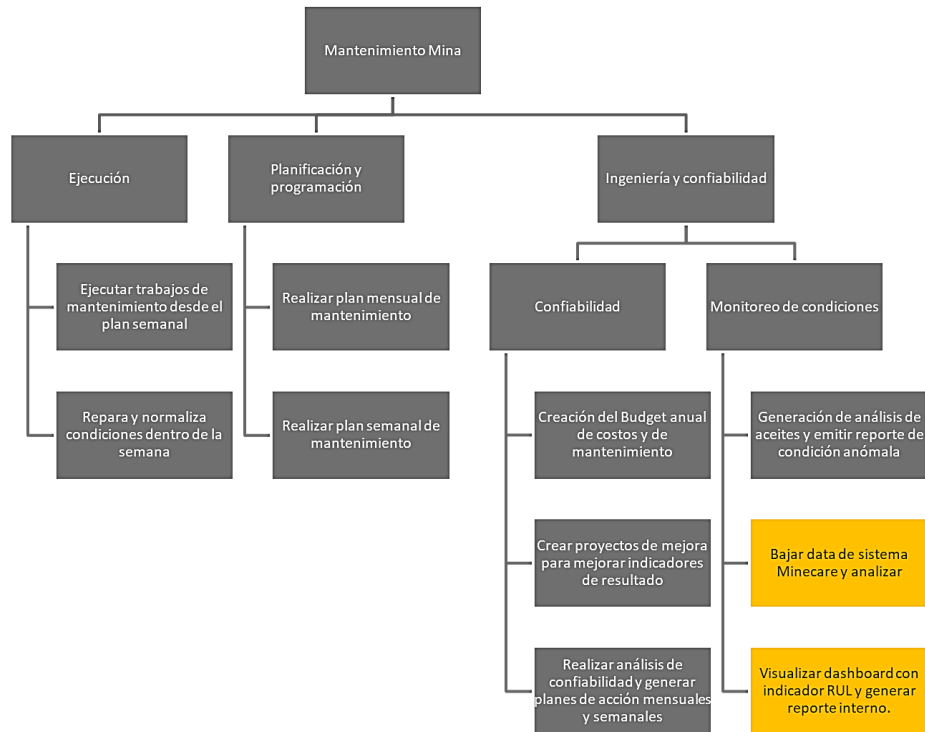 Mantenimiento Mina
Ejecución
Planificación y
programación
Ingeniería y confiabilidad
Ejecutar trabajos de
mantenimiento desde el
plan semanal
Repara y normaliza
condiciones dentro de la
semana
Realizar plan mensual de
mantenimiento
Realizar plan semanal de
mantenimiento
Confiabilidad
Monitoreo de condiciones
Creación del Budget anual
de costos y de
mantenimiento
Crear proyectos de mejora
para mejorar indicadores
de resultado
Realizar análisis de
confiabilidad y generar
planes de acción mensuales
y semanales
Generación de análisis de
aceites y emitir reporte de
condición anómala
Bajar data de sistema
Minecare y analizar
Visualizar dashboard con
indicador RUL y generar
reporte interno.